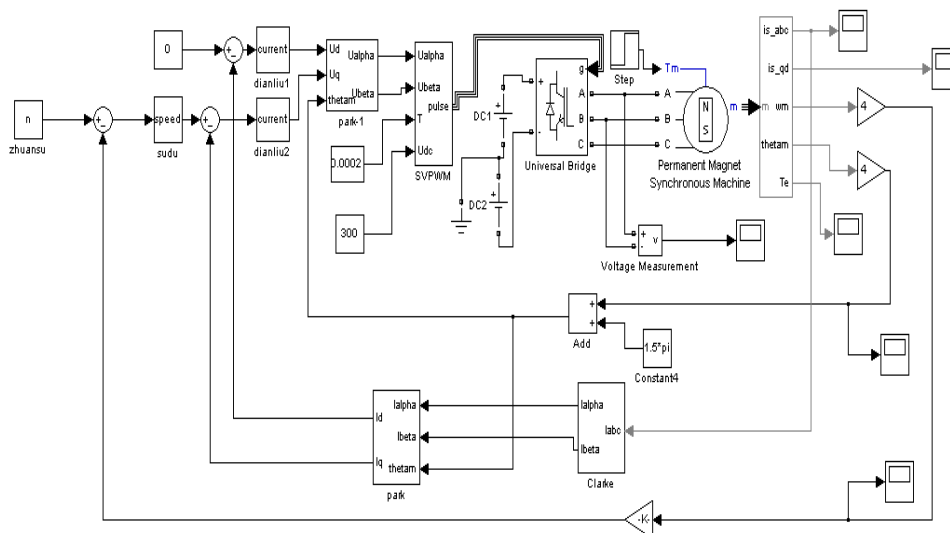 0
current
dianliu1
n
zhuansu
speed
sudu
current
dianliu2
Ud
Uq
thetam
Ualpha
Ubeta
park-1
Ualpha
Ubeta
pulse
T
Udc
SVPWM
0.0002
300
DC1
DC2
g
A
B
C
+
-
Universal Bridge
Step
Tm
A
B
C
m
N
S
Permanent Magnet
Synchronous Machine
is_abc
is_qd
m
wm
thetam
Te
4
4
+
-
v
Voltage Measurement
+
+
Add
1.5*pi
Constant4
Ialpha
Ibeta
Iabc
Clarke
Id
Iq
Ialpha
Ibeta
thetam
park
-K-